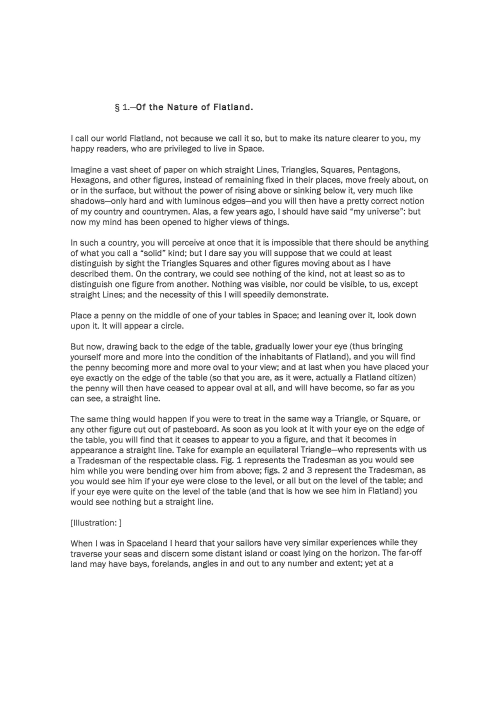 § 1.—Of the Nature of Flatland.
I call our world Flatland, not because we call it so, but to make its nature clearer to you, my
happy readers, who are privileged to live in Space.
Imagine a vast sheet of paper on which straight Lines, Triangles, Squares, Pentagons,
Hexagons, and other figures, instead of remaining fixed in their places, move freely about, on
or in the surface, but without the power of rising above or sinking below it, very much like
shadows—only hard and with luminous edges—and you will then have a pretty correct notion
of my country and countrymen. Alas, a few years ago, I should have said “my universe”: but
now my mind has been opened to higher views of things.
In such a country, you will perceive at once that it is impossible that there should be anything
of what you call a “solid” kind; but I dare say you will suppose that we could at least
distinguish by sight the Triangles Squares and other figures moving about as I have
described them. On the contrary, we could see nothing of the kind, not at least so as to
distinguish one figure from another. Nothing was visible, nor could be visible, to us, except
straight Lines; and the necessity of this I will speedily demonstrate.
Place a penny on the middle of one of your tables in Space; and leaning over it, look down
upon it. It will appear a circle.
But now, drawing back to the edge of the table, gradually lower your eye (thus bringing
yourself more and more into the condition of the inhabitants of Flatland), and you will find
the penny becoming more and more oval to your view; and at last when you have placed your
eye exactly on the edge of the table (so that you are, as it were, actually a Flatland citizen)
the penny will then have ceased to appear oval at all, and will have become, so far as you
can see, a straight line.
The same thing would happen if you were to treat in the same way a Triangle, or Square, or
any other figure cut out of pasteboard. As soon as you look at it with your eye on the edge of
the table, you will find that it ceases to appear to you a figure, and that it becomes in
appearance a straight line. Take for example an equilateral Triangle—who represents with us
a Tradesman of the respectable class. Fig. 1 represents the Tradesman as you would see
him while you were bending over him from above; figs. 2 and 3 represent the Tradesman, as
you would see him if your eye were close to the level, or all but on the level of the table; and
if your eye were quite on the level of the table (and that is how we see him in Flatland) you
would see nothing but a straight line.
[Illustration: ]
When I was in Spaceland I heard that your sailors have very similar experiences while they
traverse your seas and discern some distant island or coast lying on the horizon. The far-off
land may have bays, forelands, angles in and out to any number and extent; yet at a